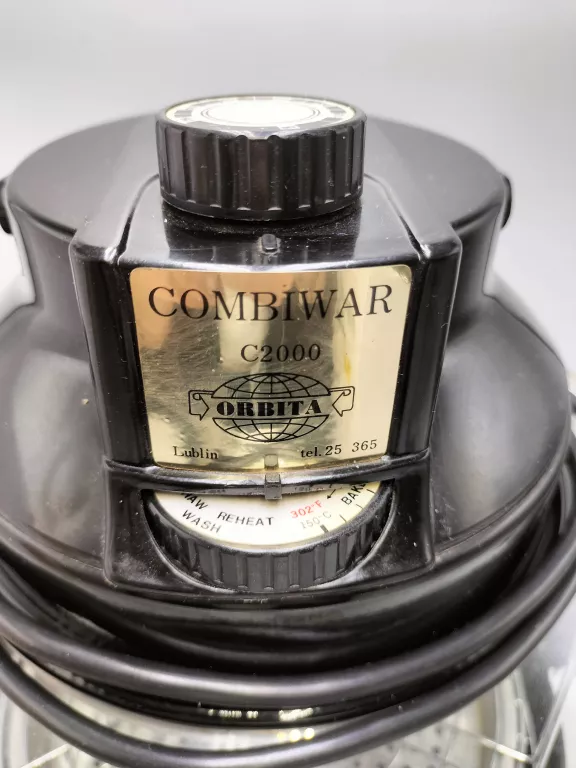 COMBIWAR
C2000
ORBITA
Lublin tel. 25 365
REHEAT 302°F
WASH 150°C